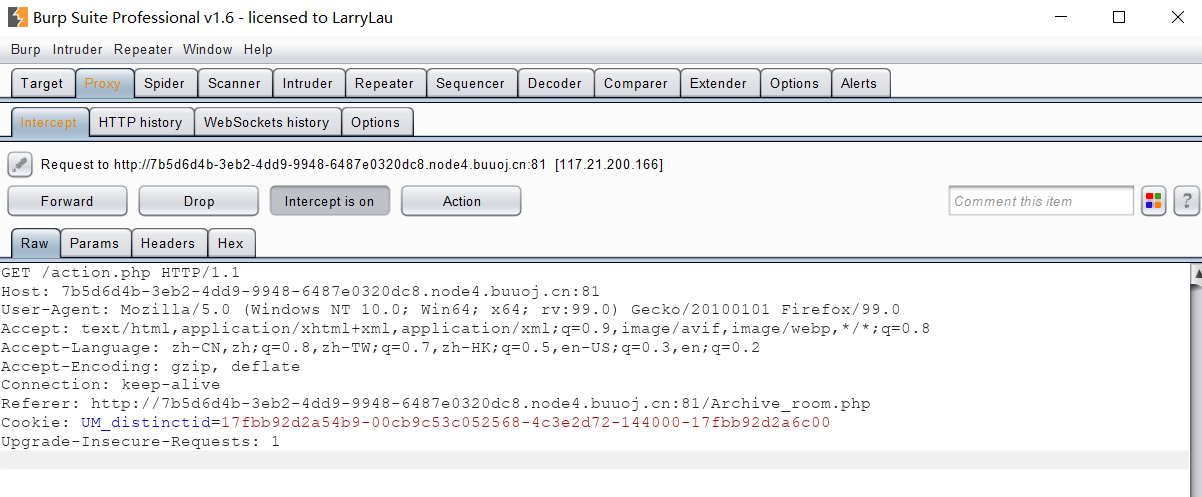 Burp Suite Professional v1.6 - licensed to LarryLau
Burp Intruder Repeater Window Help
Target Proxy Spider Scanner Intruder Repeater Sequencer Decoder Comparer Extender Options Alerts
Intercept HTTP history WebSockets history Options
Request to http://7b5d6d4b-3eb2-4dd9-9948-6487e0320dc8.node4.buuoj.cn:81 [117.21.200.166]
Forward Drop Intercept is on Action Comment this item ?
Raw Params Headers Hex
GET /action.php HTTP/1.1
Host: 7b5d6d4b-3eb2-4dd9-9948-6487e0320dc8.node4.buuoj.cn:81
User-Agent: Mozilla/5.0 (Windows NT 10.0; Win64; x64; rv:99.0) Gecko/20100101 Firefox/99.0
Accept: text/html,application/xhtml+xml,application/xml;q=0.9,image/avif,image/webp,*/*;q=0.8
Accept-Language: zh-CN,zh;q=0.8,zh-TW;q=0.7,zh-HK;q=0.5,en-US;q=0.3,en;q=0.2
Accept-Encoding: gzip, deflate
Connection: keep-alive
Referer: http://7b5d6d4b-3eb2-4dd9-9948-6487e0320dc8.node4.buuoj.cn:81/Archive_room.php
Cookie: UM_distinctid=17fbb92d2a54b9-00cb9c53c052568-4c3e2d72-144000-17fbb92d2a6c00
Upgrade-Insecure-Requests: 1